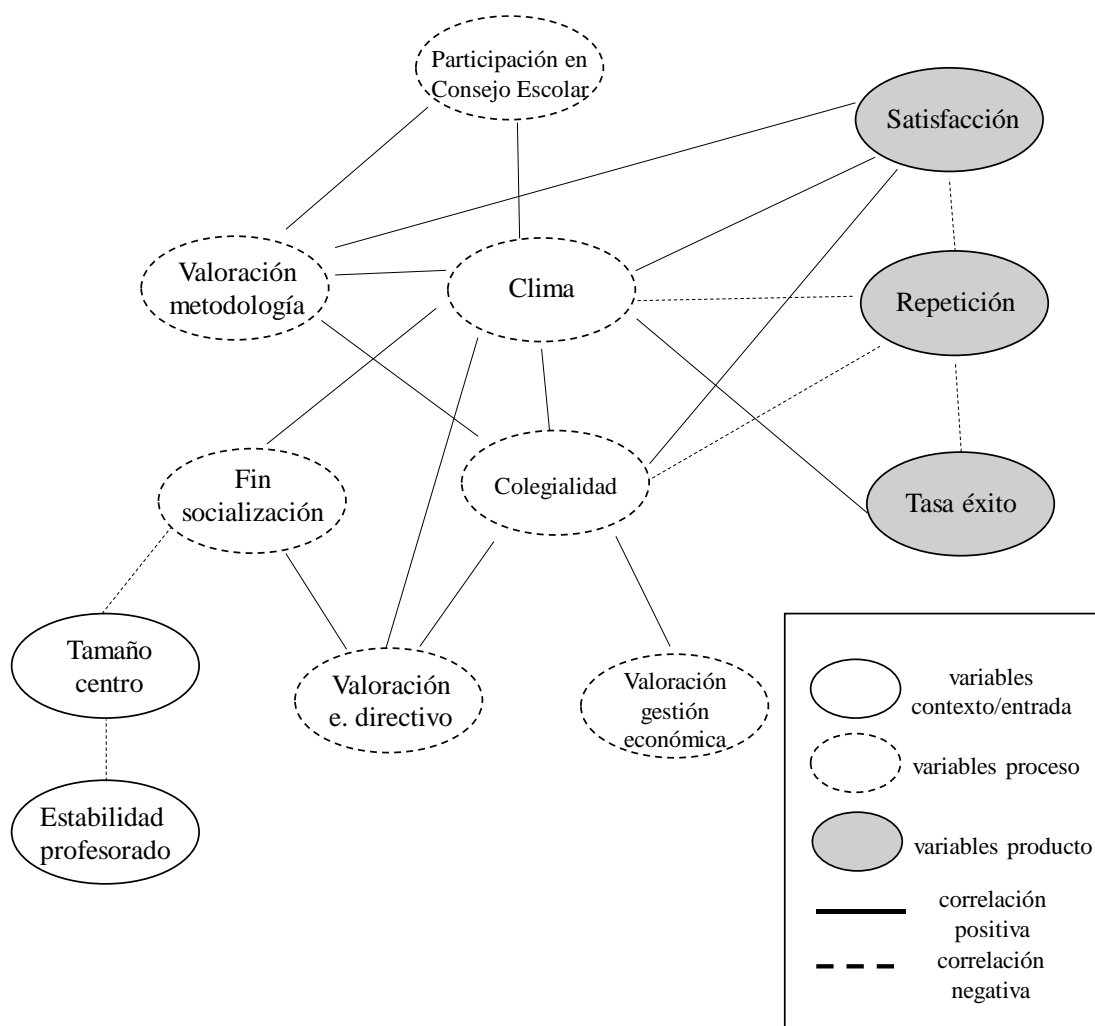 Participación en
Consejo Escolar
Satisfacción
Valoración
metodología
Clima
Repetición
Fin
socialización
Colegialidad
Tasa éxito
Tamaño
centro
Valoración
e. directivo
Valoración
gestión
económica
Estabilidad
profesorado
variables
contexto/entrada
variables proceso
variables producto
correlación
positiva
correlación
negativa